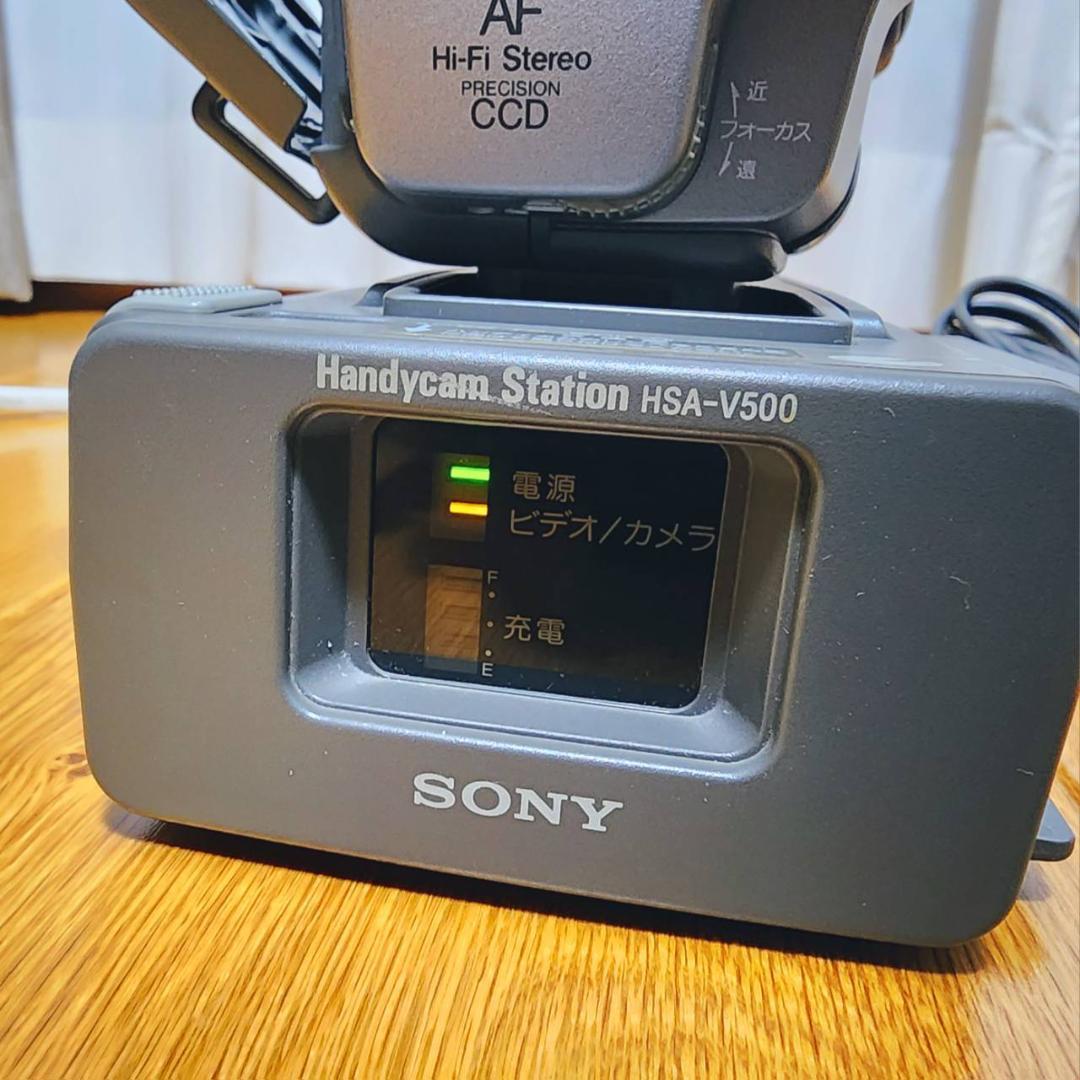 AF
Hi-Fi Stereo
PRECISION
CCD
近
フォーカス
遠
Handycam Station HSA-V500
電源
ビデオ/カメラ
F
充電
E
SONY